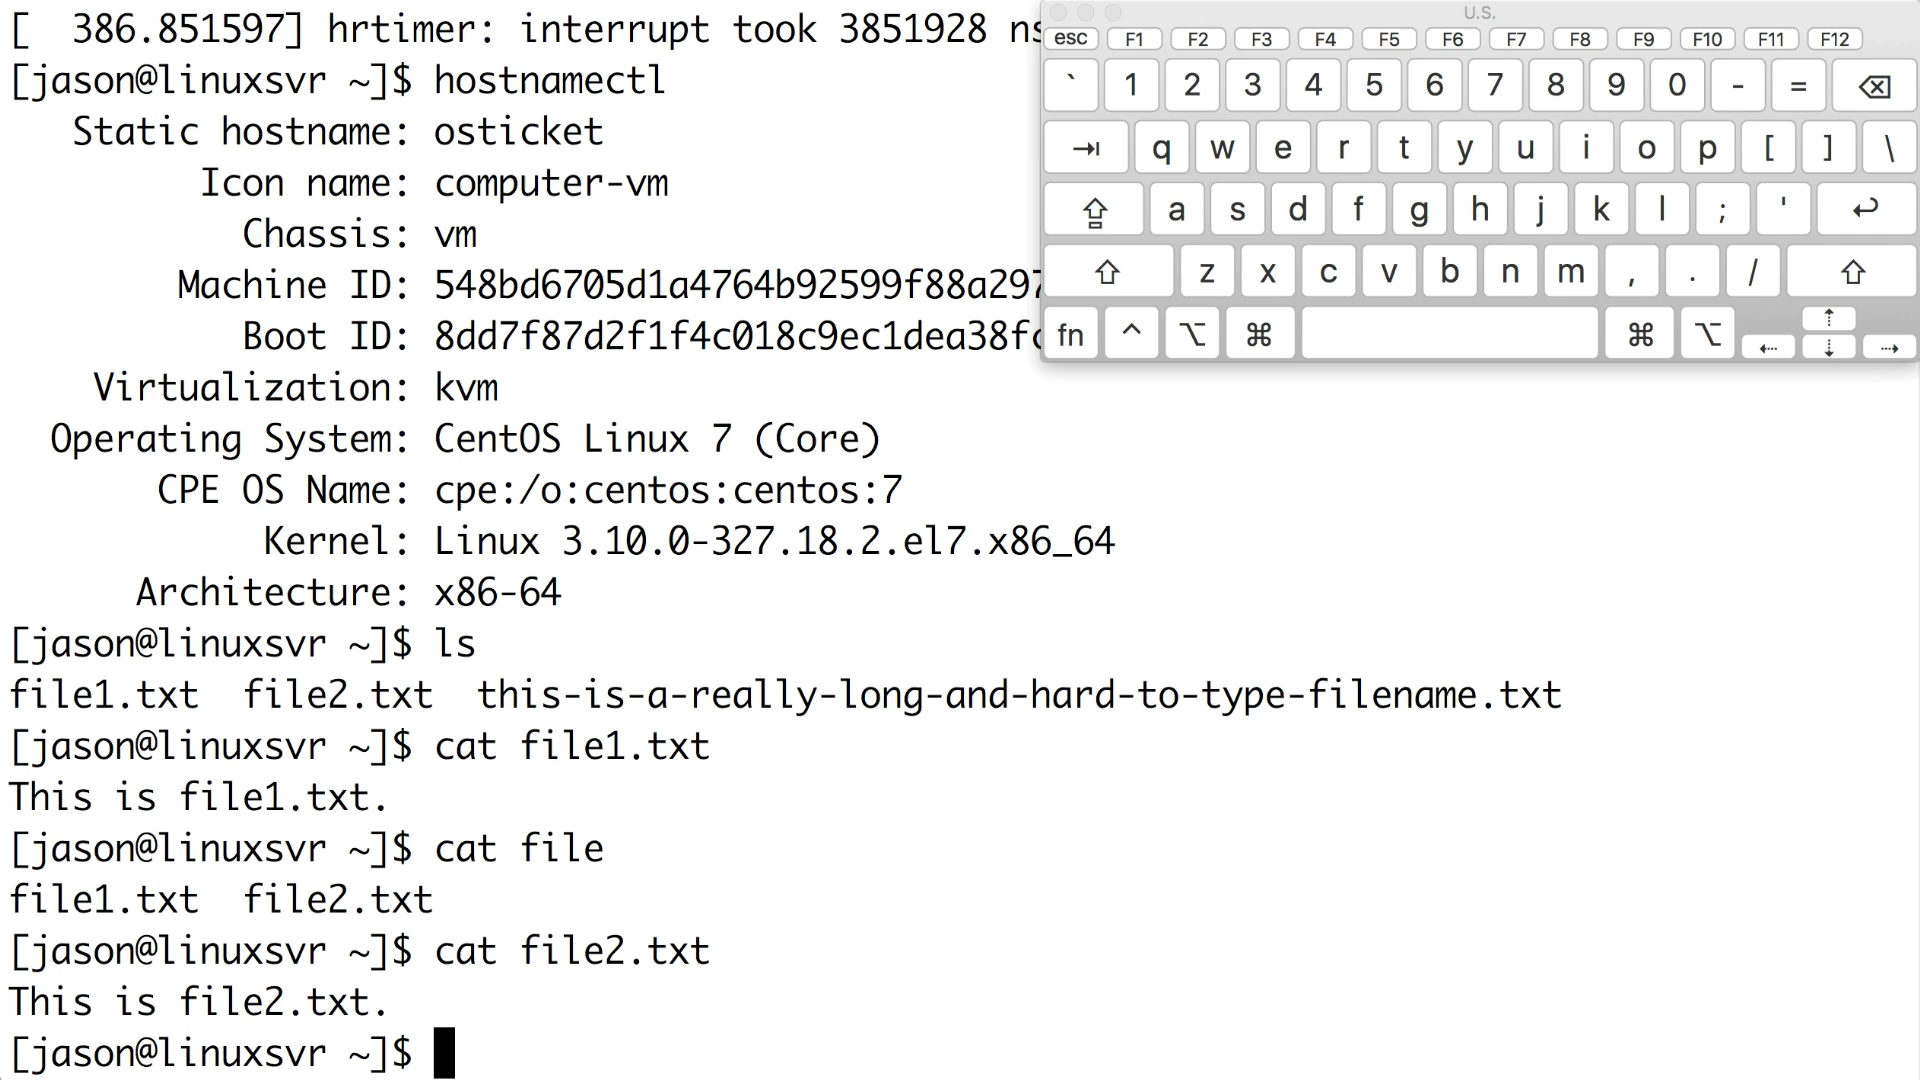 [  386.851597] hrtimer: interrupt took 3851928 ns
[jason@linuxsvr ~]$ hostnamectl
Static hostname: osticket
Icon name: computer-vm
Chassis: vm
Machine ID: 548bd6705d1a4764b92599f88a297
Boot ID: 8dd7f87d2f1f4c018c9ec1dea38fc
Virtualization: kvm
Operating System: CentOS Linux 7 (Core)
CPE OS Name: cpe:/o:centos:centos:7
Kernel: Linux 3.10.0-327.18.2.el7.x86_64
Architecture: x86-64
[jason@linuxsvr ~]$ ls
file1.txt  file2.txt  this-is-a-really-long-and-hard-to-type-filename.txt
[jason@linuxsvr ~]$ cat file1.txt
This is file1.txt.
[jason@linuxsvr ~]$ cat file
file1.txt  file2.txt
[jason@linuxsvr ~]$ cat file2.txt
This is file2.txt.
[jason@linuxsvr ~]$
U.S.
esc F1 F2 F3 F4 F5 F6 F7 F8 F9 F10 F11 F12
` 1 2 3 4 5 6 7 8 9 0 - =
q w e r t y u i o p [ ] \
a s d f g h j k l ; '
z x c v b n m , . /
fn ^ ⌥ ⌘ ⌘ ⌥